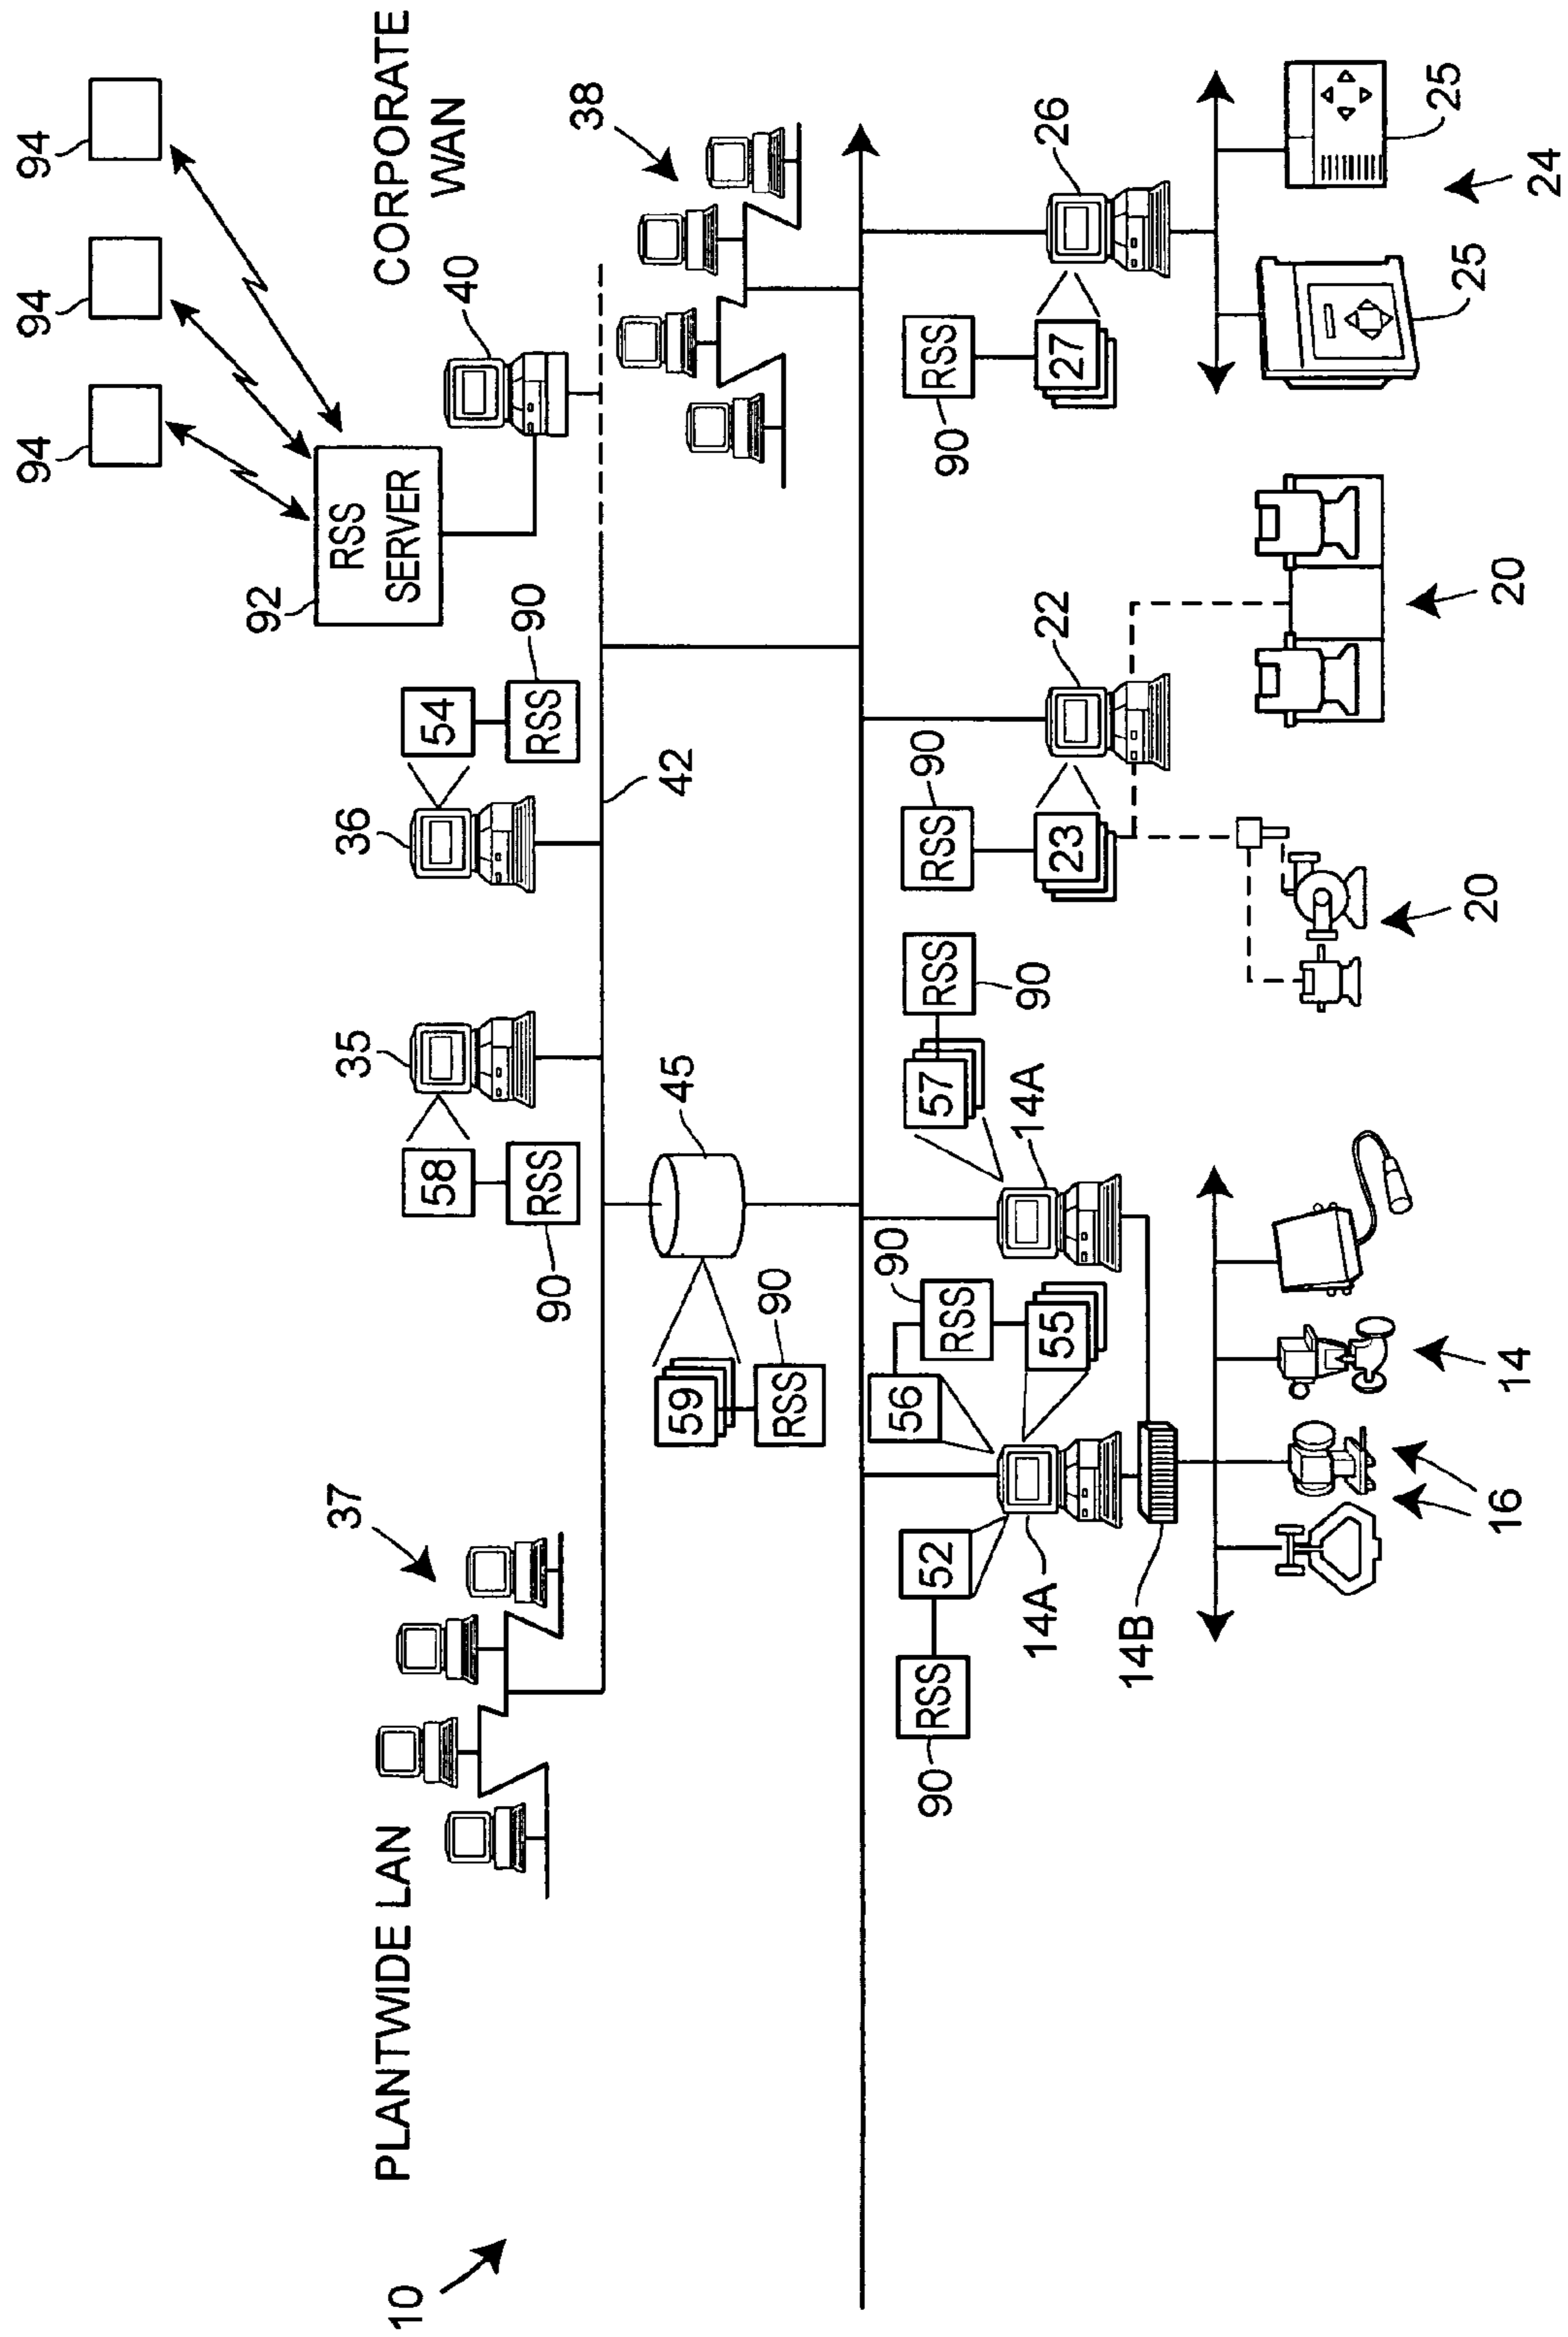 94
94
94
92
RSS
SERVER
CORPORATE
WAN
40
37
35
36
PLANTWIDE LAN
10
58
54
RSS
RSS
90
90
42
38
45
59
90
RSS
56
90
RSS
55
57
RSS
90
90
RSS
23
22
90
RSS
27
26
90
RSS
52
14A
14A
14B
16
14
20
20
25
25
24